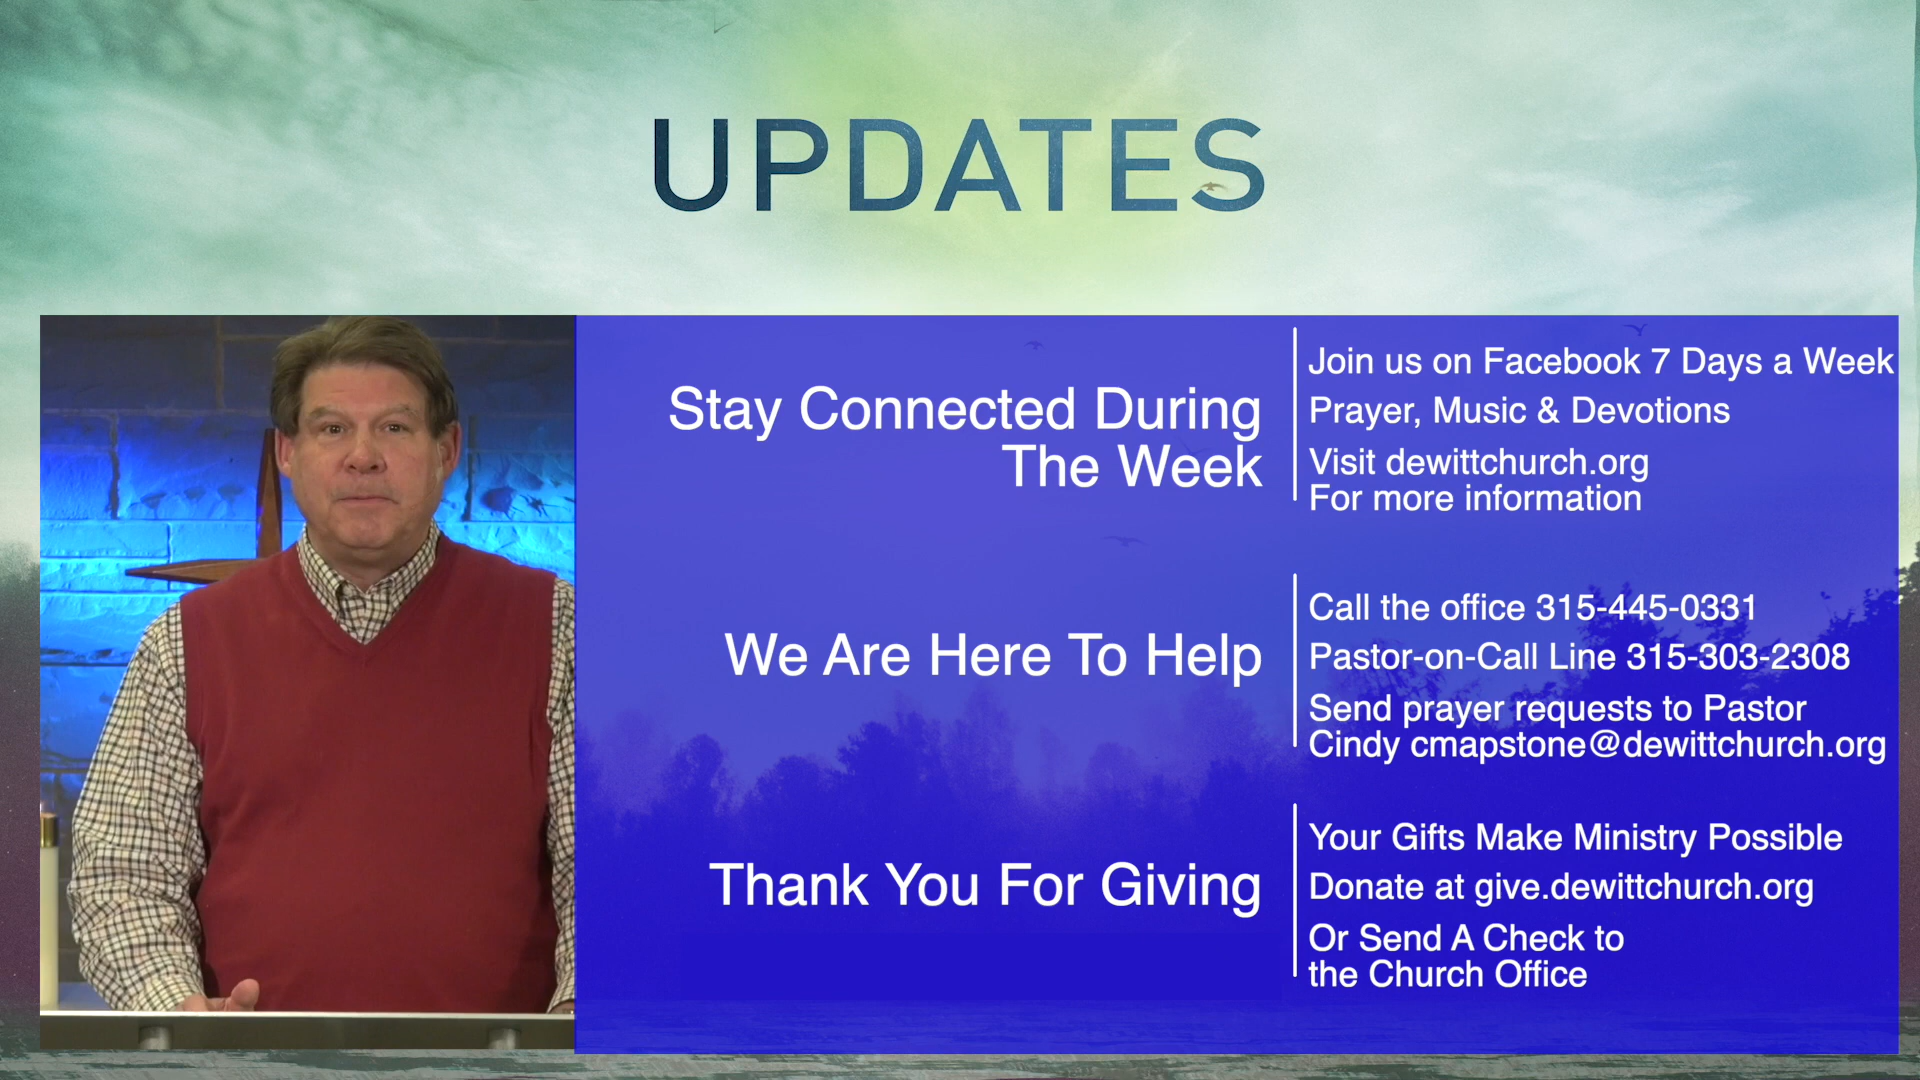 UPDATES
Stay Connected During
The Week
Join us on Facebook 7 Days a Week
Prayer, Music & Devotions
Visit dewittchurch.org
For more information
We Are Here To Help
Call the office 315-445-0331
Pastor-on-Call Line 315-303-2308
Send prayer requests to Pastor
Cindy cmapstone@dewittchurch.org
Thank You For Giving
Your Gifts Make Ministry Possible
Donate at give.dewittchurch.org
Or Send A Check to
the Church Office